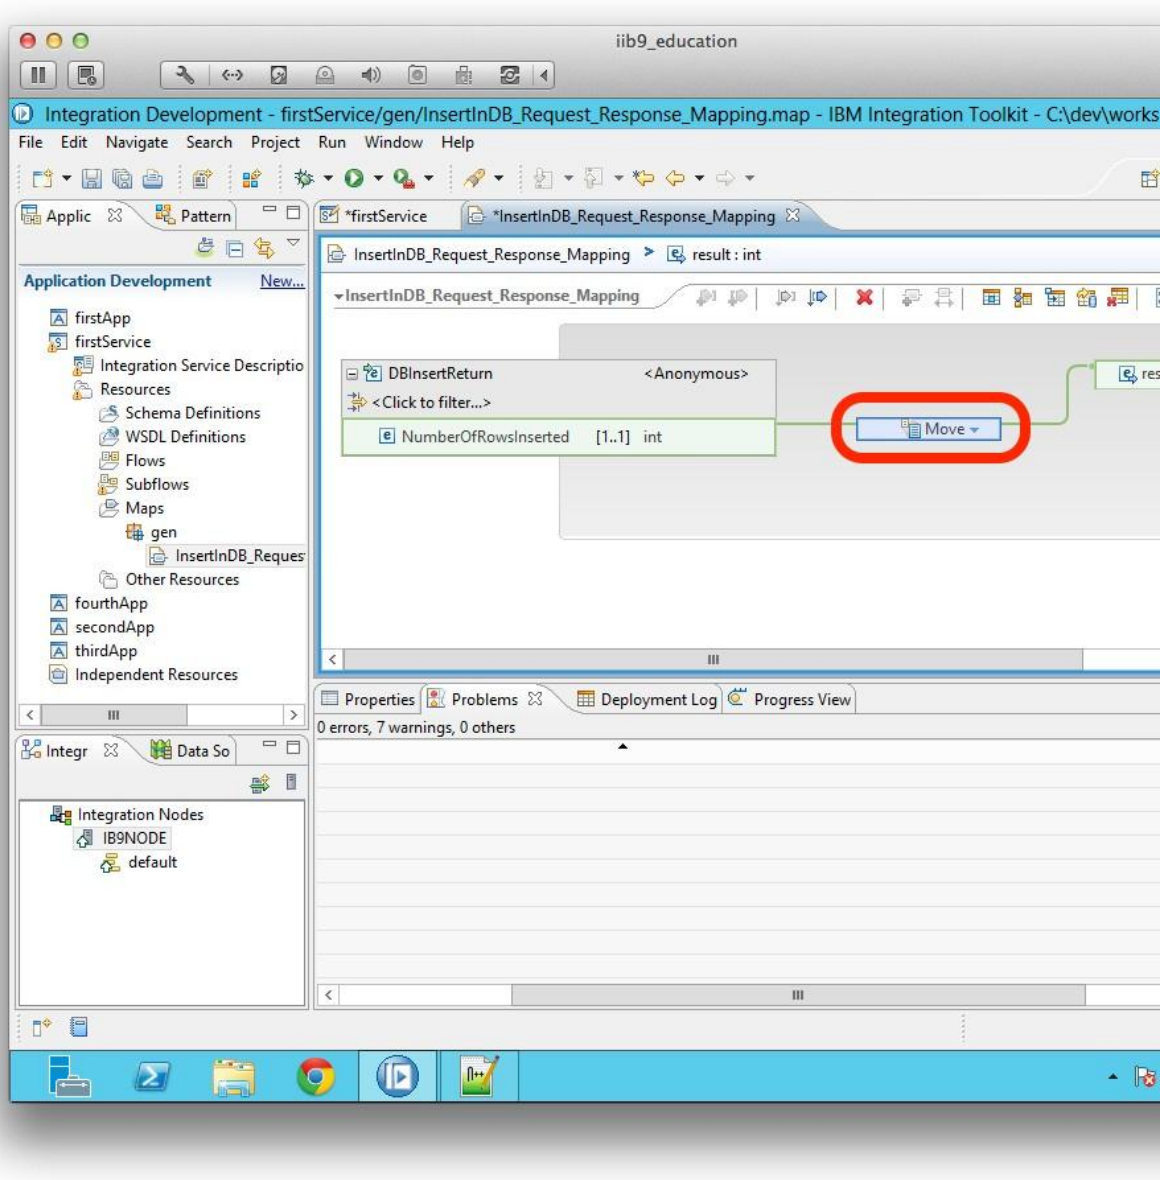 iib9_education
Integration Development - firstService/gen/InsertInDB_Request_Response_Mapping.map - IBM Integration Toolkit - C:\dev\works
File Edit Navigate Search Project Run Window Help
Applic Pattern
*firstService *InsertInDB_Request_Response_Mapping
InsertInDB_Request_Response_Mapping > result : int
Application Development New...
InsertInDB_Request_Response_Mapping
firstApp
firstService
Integration Service Descriptio
Resources
Schema Definitions
WSDL Definitions
Flows
Subflows
Maps
gen
InsertInDB_Reques
Other Resources
fourthApp
secondApp
thirdApp
Independent Resources
DBInsertReturn <Anonymous>
<Click to filter...>
NumberOfRowsInserted [1..1] int
Move
res
Properties Problems Deployment Log Progress View
0 errors, 7 warnings, 0 others
Integr Data So
Integration Nodes
IB9NODE
default